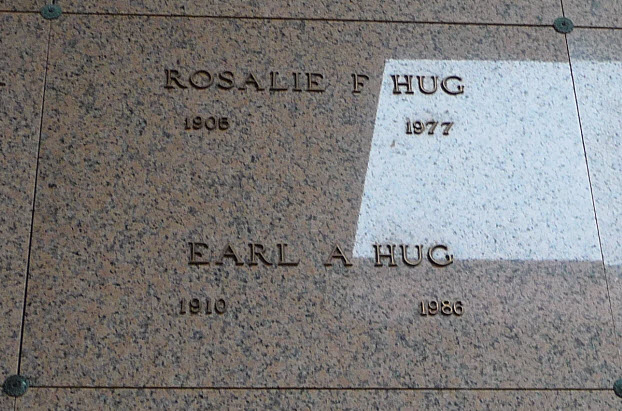 ROSALIE F HUG
1905 1977
EARL A HUG
1910 1986